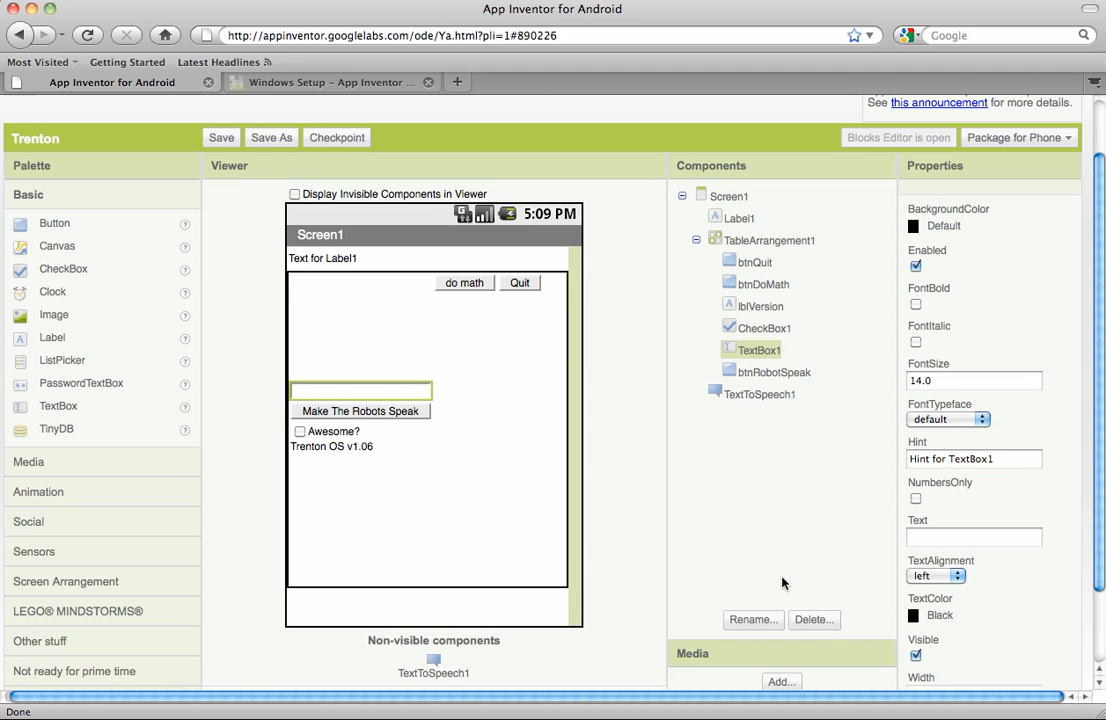 App Inventor for Android
http://appinventor.googlelabs.com/ode/Ya.html?pli=1#890226
Google
Most Visited
Getting Started
Latest Headlines
App Inventor for Android
Windows Setup – App Inventor ...
See this announcement for more details.
Trenton
Save
Save As
Checkpoint
Blocks Editor is open
Package for Phone
Palette
Viewer
Components
Properties
Basic
Button
?
Canvas
?
CheckBox
?
Clock
?
Image
?
Label
?
ListPicker
?
PasswordTextBox
?
TextBox
?
TinyDB
?
Media
Animation
Social
Sensors
Screen Arrangement
LEGO® MINDSTORMS®
Other stuff
Not ready for prime time
Display Invisible Components in Viewer
G
5:09 PM
Screen1
Text for Label1
do math
Quit
Make The Robots Speak
Awesome?
Trenton OS v1.06
Non-visible components
TextToSpeech1
Screen1
A
Label1
TableArrangement1
btnQuit
btnDoMath
A
lblVersion
CheckBox1
TextBox1
btnRobotSpeak
TextToSpeech1
Rename...
Delete...
Media
Add...
BackgroundColor
Default
Enabled
FontBold
FontItalic
FontSize
14.0
FontTypeface
default
Hint
Hint for TextBox1
NumbersOnly
Text
TextAlignment
left
TextColor
Black
Visible
Width
Done